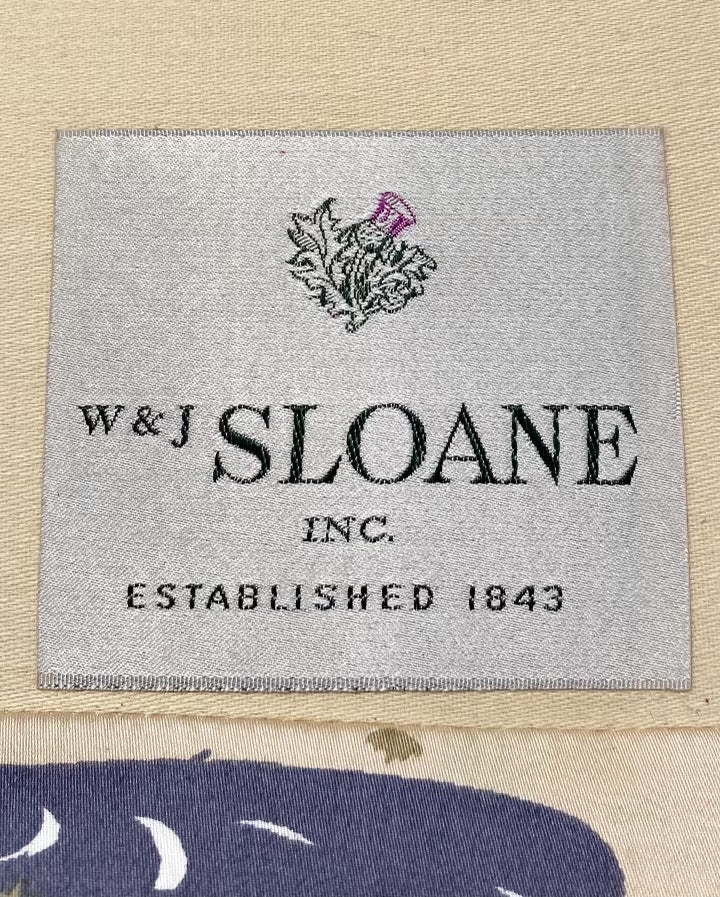 W & J SLOANE
INC.
ESTABLISHED 1843